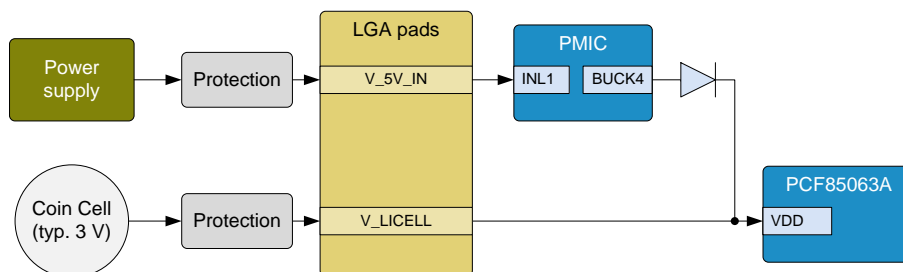 LGA pads
PMIC
Power
supply
Protection
V_5V_IN
INL1
BUCK4
PCF85063A
Coin Cell
(typ. 3 V)
Protection
V_LICELL
VDD